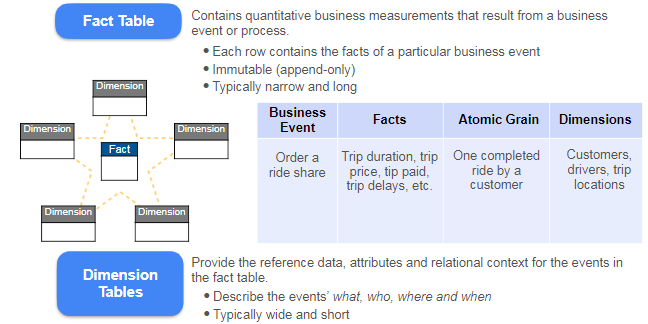 Fact Table
Contains quantitative business measurements that result from a business
event or process.
• Each row contains the facts of a particular business event
• Immutable (append-only)
• Typically narrow and long
Dimension
Dimension
Dimension
Fact
Dimension
Dimension
Business
Event
Facts
Atomic Grain
Dimensions
Order a
ride share
Trip duration, trip
price, tip paid,
trip delays, etc.
One completed
ride by a
customer
Customers,
drivers, trip
locations
Dimension
Tables
Provide the reference data, attributes and relational context for the events in
the fact table.
• Describe the events’ what, who, where and when
• Typically wide and short